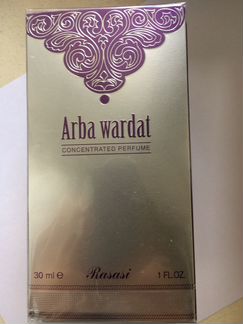 Arba wardat
CONCENTRATED PERFUME
30 ml e Rasasi 1 FL.OZ.